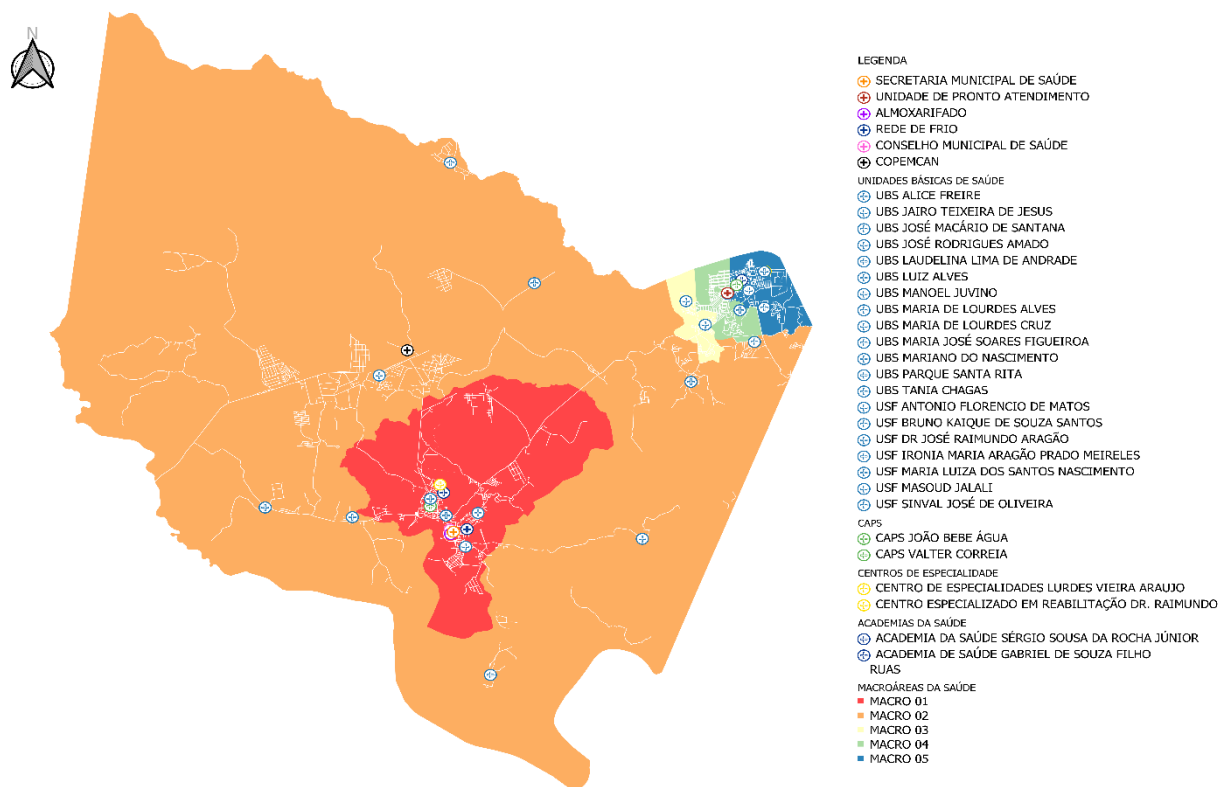 N
LEGENDA
SECRETARIA MUNICIPAL DE SAÚDE
UNIDADE DE PRONTO ATENDIMENTO
ALMOXARIFADO
REDE DE FRIO
CONSELHO MUNICIPAL DE SAÚDE
COPEMCAN
UNIDADES BÁSICAS DE SAÚDE
UBS ALICE FREIRE
UBS JAIRO TEIXEIRA DE JESUS
UBS JOSÉ MACÁRIO DE SANTANA
UBS JOSÉ RODRIGUES AMADO
UBS LAUDELINA LIMA DE ANDRADE
UBS LUIZ ALVES
UBS MANOEL JUVINO
UBS MARIA DE LOURDES ALVES
UBS MARIA DE LOURDES CRUZ
UBS MARIA JOSÉ SOARES FIGUEIROA
UBS MARIANO DO NASCIMENTO
UBS PARQUE SANTA RITA
UBS TANIA CHAGAS
USF ANTONIO FLORENCIO DE MATOS
USF BRUNO KAIQUE DE SOUZA SANTOS
USF DR JOSÉ RAIMUNDO ARAGÃO
USF IRONIA MARIA ARAGÃO PRADO MEIRELES
USF MARIA LUIZA DOS SANTOS NASCIMENTO
USF MASOUD JALALI
USF SINVAL JOSÉ DE OLIVEIRA
CAPS
CAPS JOÃO BEBE ÁGUA
CAPS VALTER CORREIA
CENTROS DE ESPECIALIDADE
CENTRO DE ESPECIALIDADES LURDES VIEIRA ARAUJO
CENTRO ESPECIALIZADO EM REABILITAÇÃO DR. RAIMUNDO
ACADEMIAS DA SAÚDE
ACADEMIA DA SAÚDE SÉRGIO SOUSA DA ROCHA JÚNIOR
ACADEMIA DE SAÚDE GABRIEL DE SOUZA FILHO
RUAS
MACROÁREAS DA SAÚDE
MACRO 01
MACRO 02
MACRO 03
MACRO 04
MACRO 05